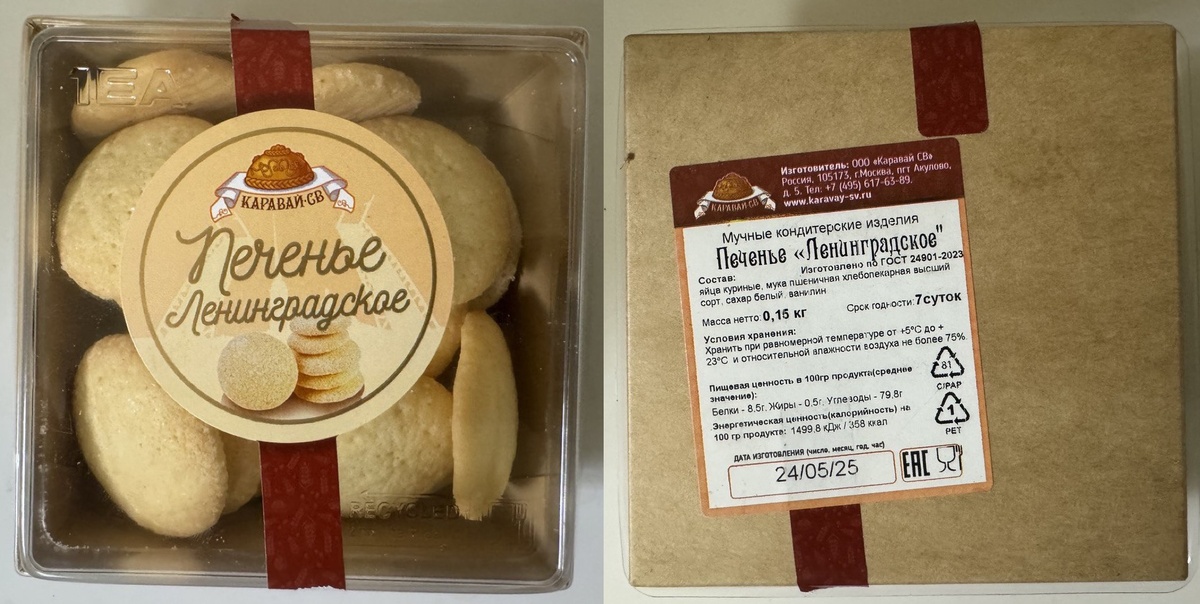 1EA
КАРАВАЙ-СВ
Печенье
Ленинградское
RECYCLED
КАРАВАЙ-СВ
Изготовитель: ООО «Каравай СВ»
Россия, 105173, г.Москва, пгт Акулово,
д. 5. Тел: +7 (495) 617-63-89.
www.karavay-sv.ru
Мучные кондитерские изделия
Печенье «Ленинградское"
Изготовлено по ГОСТ 24901-2023
Состав:
яйца куриные, мука пшеничная хлебопекарная высший
сорт, сахар белый, ванилин
Масса нетто: 0,15 кг Срок годности: 7суток
Условия хранения:
Хранить при равномерной температуре от +5°C до +
23°C и относительной влажности воздуха не более 75%.
Пищевая ценность в 100гр продукта(среднее
значение):
Белки - 8.5г. Жиры - 0.5г. Углеводы - 79.8г
Энергетическая ценность(калорийность) на
100 гр продукте: 1499.8 кДж / 358 ккал
81
C/PAP
1
PET
ДАТА ИЗГОТОВЛЕНИЯ (число, месяц, год, час)
24/05/25
EAC